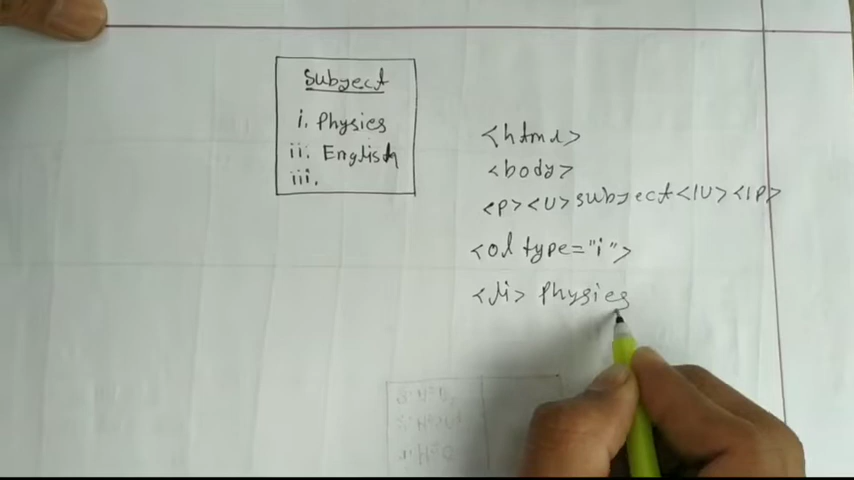 Subject
i. Physics
ii. English
iii.
<html>
<body>
<p><U>subject</U></p>
<ol type="i">
<li> Physics